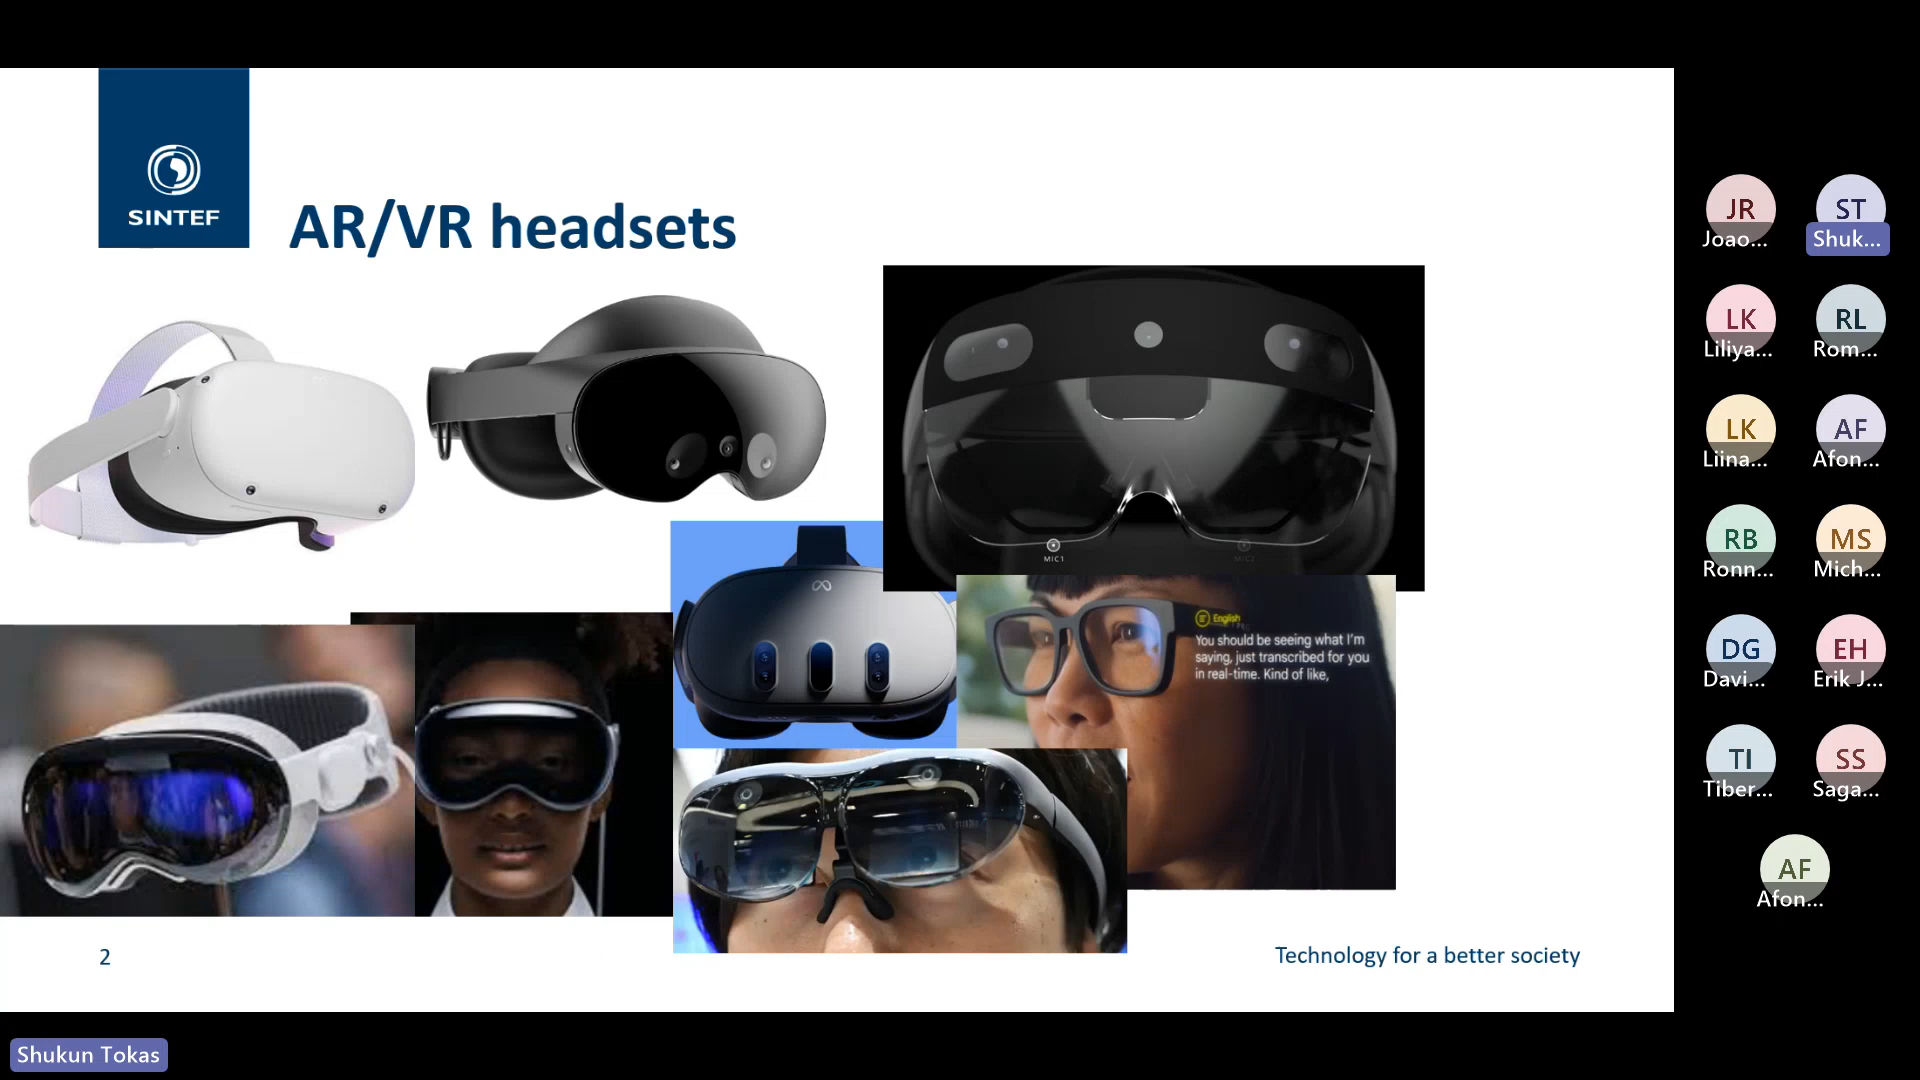 SINTEF
AR/VR headsets
MIC1
MIC2
English
You should be seeing what I'm
saying, just transcribed for you
in real-time. Kind of like,
2
Technology for a better society
JR
Joao...
ST
Shuk...
LK
Liliya...
RL
Rom...
LK
Liina...
AF
Afon...
RB
Ronn...
MS
Mich...
DG
Davi...
EH
Erik J...
TI
Tiber...
SS
Saga...
AF
Afon...
Shukun Tokas